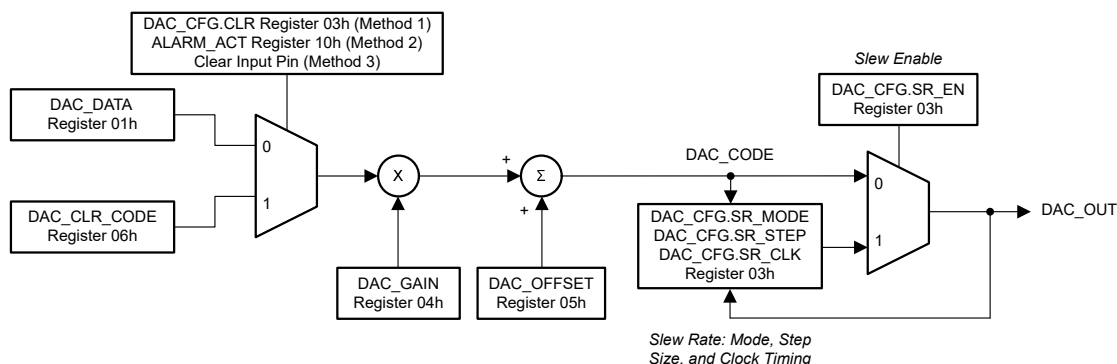 DAC_CFG.CLR Register 03h (Method 1)
ALARM_ACT Register 10h (Method 2)
Clear Input Pin (Method 3)
Slew Enable
DAC_CFG.SR_EN
Register 03h
DAC_DATA
Register 01h
0
1
DAC_CLR_CODE
Register 06h
X
+
Σ
+
DAC_GAIN
Register 04h
DAC_OFFSET
Register 05h
DAC_CODE
DAC_CFG.SR_MODE
DAC_CFG.SR_STEP
DAC_CFG.SR_CLK
Register 03h
0
1
DAC_OUT
Slew Rate: Mode, Step
Size, and Clock Timing